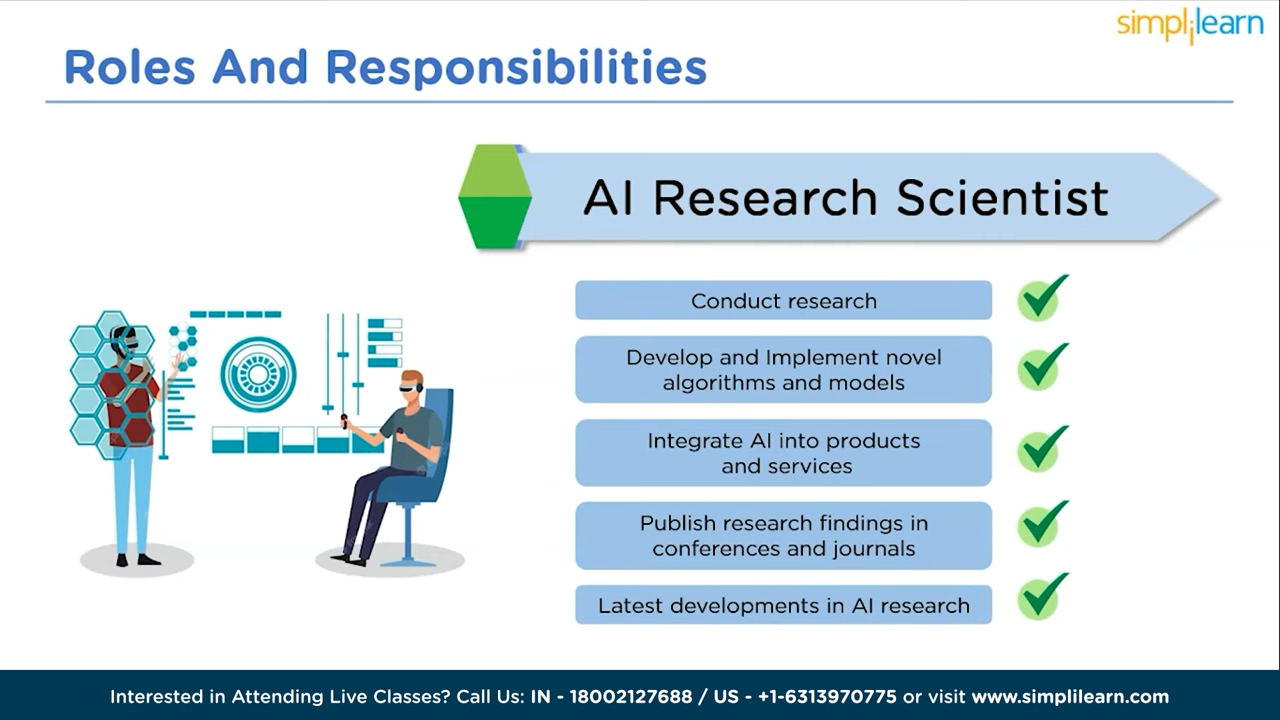 simplilearn
Roles And Responsibilities
AI Research Scientist
Conduct research
Develop and Implement novel
algorithms and models
Integrate AI into products
and services
Publish research findings in
conferences and journals
Latest developments in AI research
Interested in Attending Live Classes? Call Us: IN - 18002127688 / US - +1-6313970775 or visit www.simplilearn.com